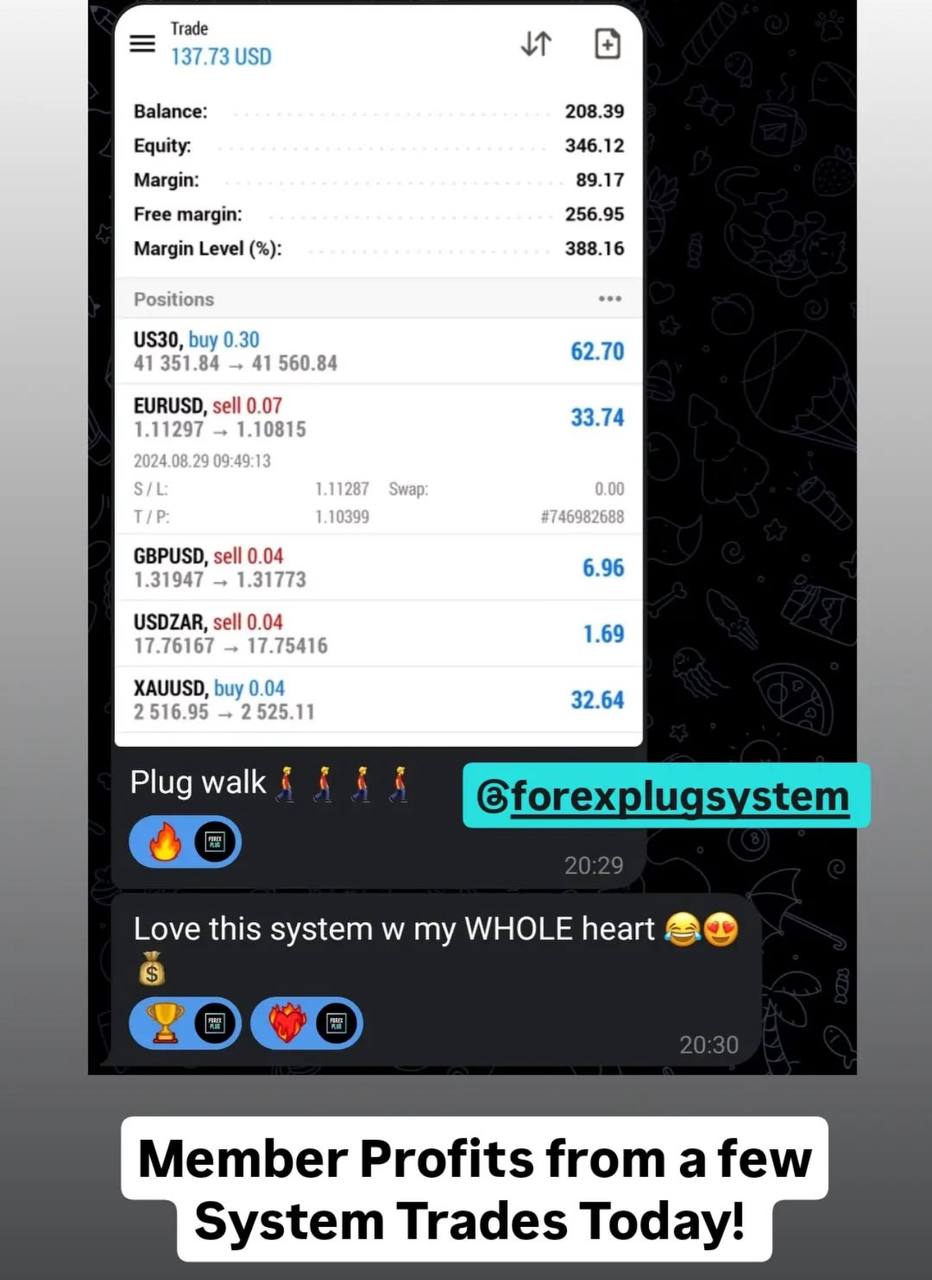 Trade
137.73 USD
Balance: 208.39
Equity: 346.12
Margin: 89.17
Free margin: 256.95
Margin Level (%): 388.16
Positions
US30, buy 0.30
41 351.84 → 41 560.84 62.70
EURUSD, sell 0.07
1.11297 → 1.10815 33.74
2024.08.29 09:49:13
S / L: 1.11287 Swap: 0.00
T / P: 1.10399 #746982688
GBPUSD, sell 0.04
1.31947 → 1.31773 6.96
USDZAR, sell 0.04
17.76167 → 17.75416 1.69
XAUUSD, buy 0.04
2 516.95 → 2 525.11 32.64
Plug walk 🚶🚶🚶🚶
@forexplugsystem
🔥 FOREX PLUG
20:29
Love this system w my WHOLE heart 😂😍
💰
🏆 FOREX PLUG ❤️‍🔥 FOREX PLUG
20:30
Member Profits from a few
System Trades Today!